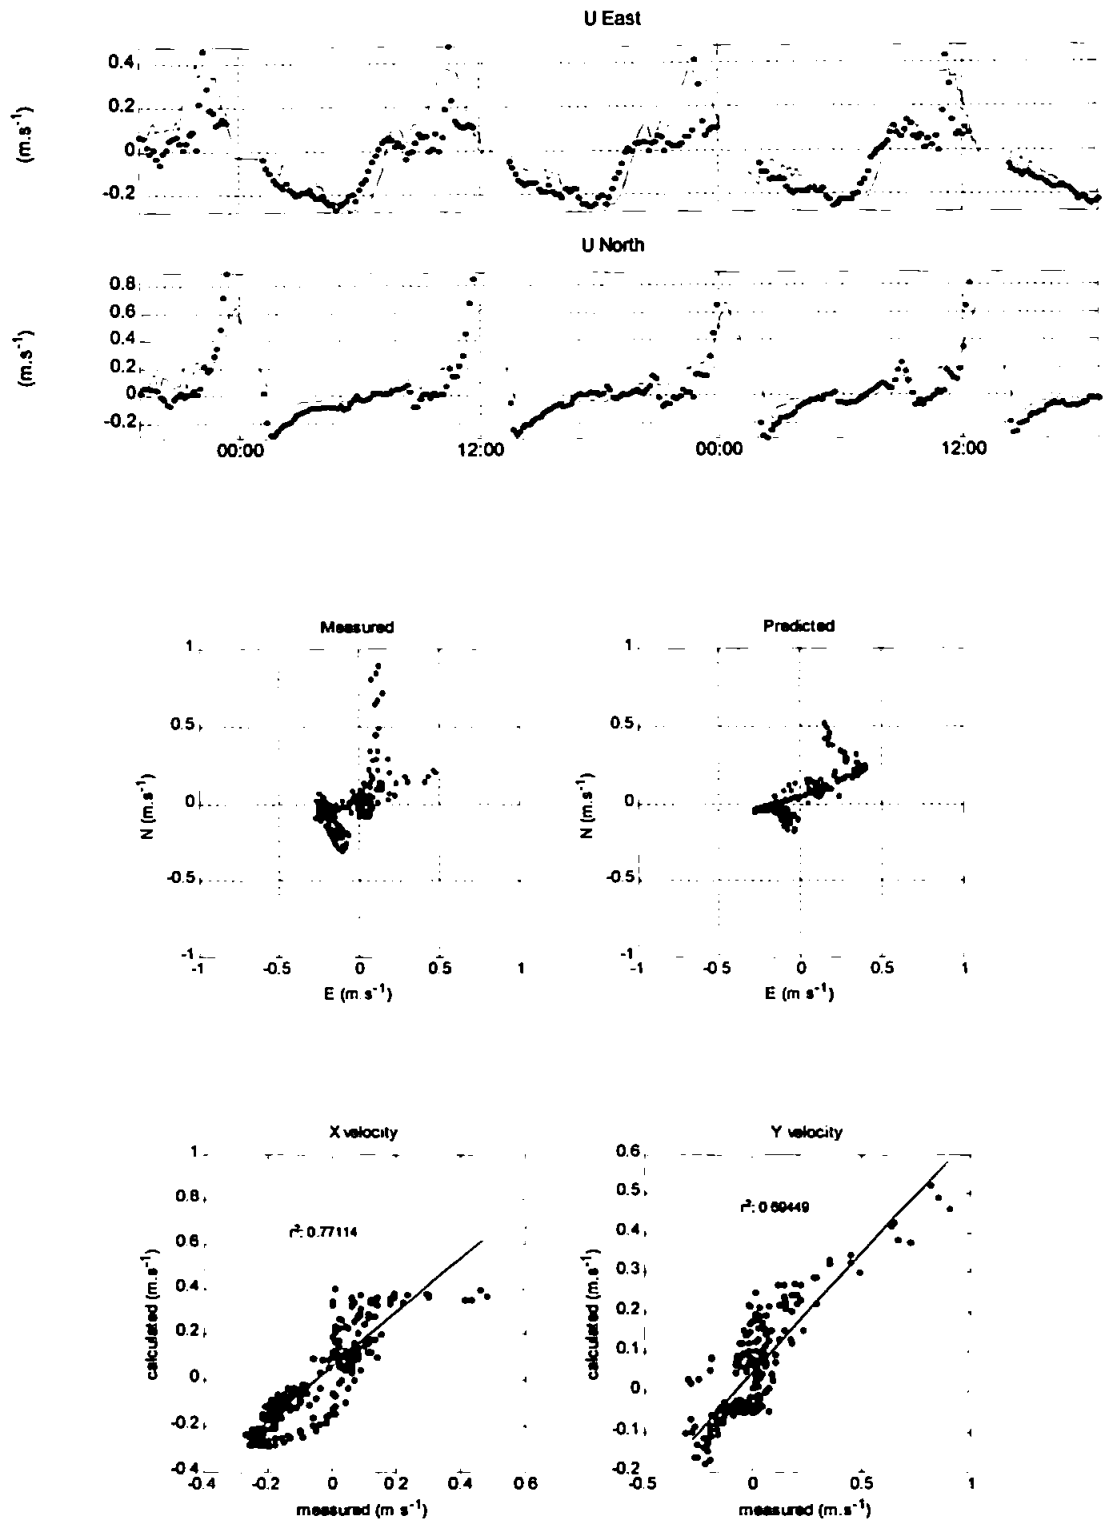 U East
0.4
0.2
0
-0.2
(m.s-1)
U North
0.8
0.6
0.4
0.2
0
-0.2
(m.s-1)
00:00 12:00 00:00 12:00
Measured
1
0.5
0
-0.5
-1
N (m.s-1)
-1 -0.5 0 0.5 1
E (m.s-1)
Predicted
1
0.5
0
-0.5
-1
N (m.s-1)
-1 -0.5 0 0.5 1
E (m.s-1)
X velocity
1
0.8
0.6
0.4
0.2
0
-0.2
-0.4
calculated (m.s-1)
r2: 0.77114
-0.4 -0.2 0 0.2 0.4 0.6
measured (m s-1)
Y velocity
0.6
0.5
0.4
0.3
0.2
0.1
0
-0.1
-0.2
calculated (m.s-1)
r2: 0.69449
-0.5 0 0.5 1
measured (m.s-1)